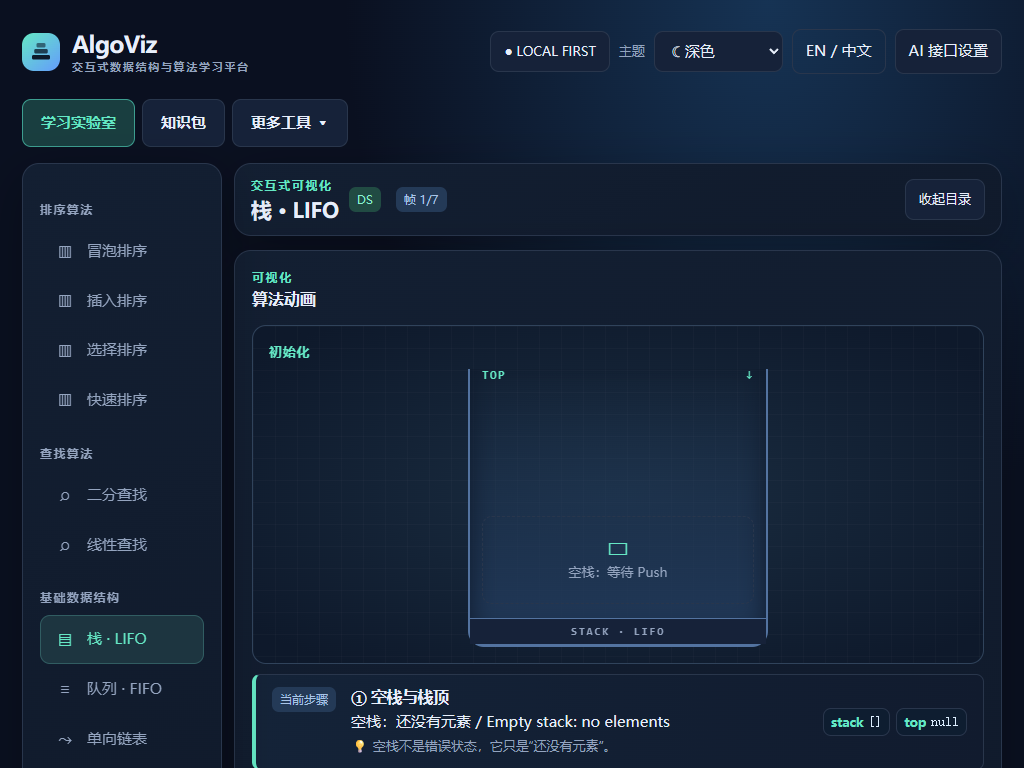 AlgoViz
交互式数据结构与算法学习平台
● LOCAL FIRST
主题
☾ 深色
EN / 中文
AI 接口设置
学习实验室
知识包
更多工具 ▾
排序算法
▥ 冒泡排序
▥ 插入排序
▥ 选择排序
▥ 快速排序
查找算法
⌕ 二分查找
⌕ 线性查找
基础数据结构
▤ 栈 · LIFO
≡ 队列 · FIFO
⤳ 单向链表
交互式可视化
栈 • LIFO
DS
帧 1/7
收起目录
可视化
算法动画
初始化
TOP ↓
空栈：等待 Push
STACK · LIFO
当前步骤
① 空栈与栈顶
空栈：还没有元素 / Empty stack: no elements
💡 空栈不是错误状态，它只是“还没有元素”。
stack []
top null